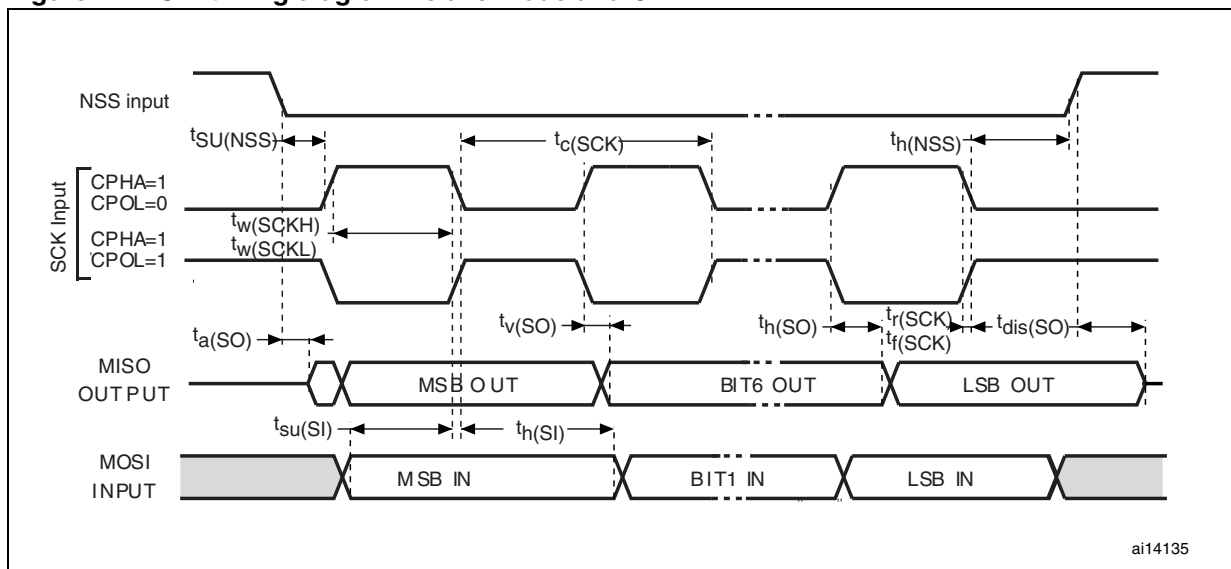 NSS input
tSU(NSS)
tc(SCK)
th(NSS)
SCK Input
CPHA=1
CPOL=0
tw(SCKH)
tw(SCKL)
CPHA=1
CPOL=1
ta(SO)
tv(SO)
th(SO)
tr(SCK)
tf(SCK)
tdis(SO)
MISO
OUTPUT
MSB OUT
BIT6 OUT
LSB OUT
tsu(SI)
th(SI)
MOSI
INPUT
MSB IN
BIT1 IN
LSB IN
ai14135